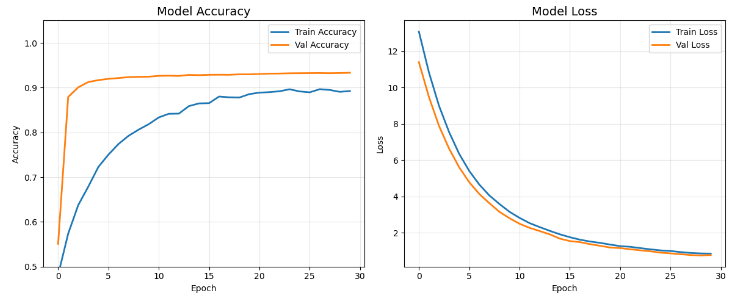 Model Accuracy
Train Accuracy
Val Accuracy
1.0
0.9
0.8
0.7
0.6
0.5
Accuracy
0 5 10 15 20 25 30
Epoch
Model Loss
Train Loss
Val Loss
12
10
8
6
4
2
Loss
0 5 10 15 20 25 30
Epoch